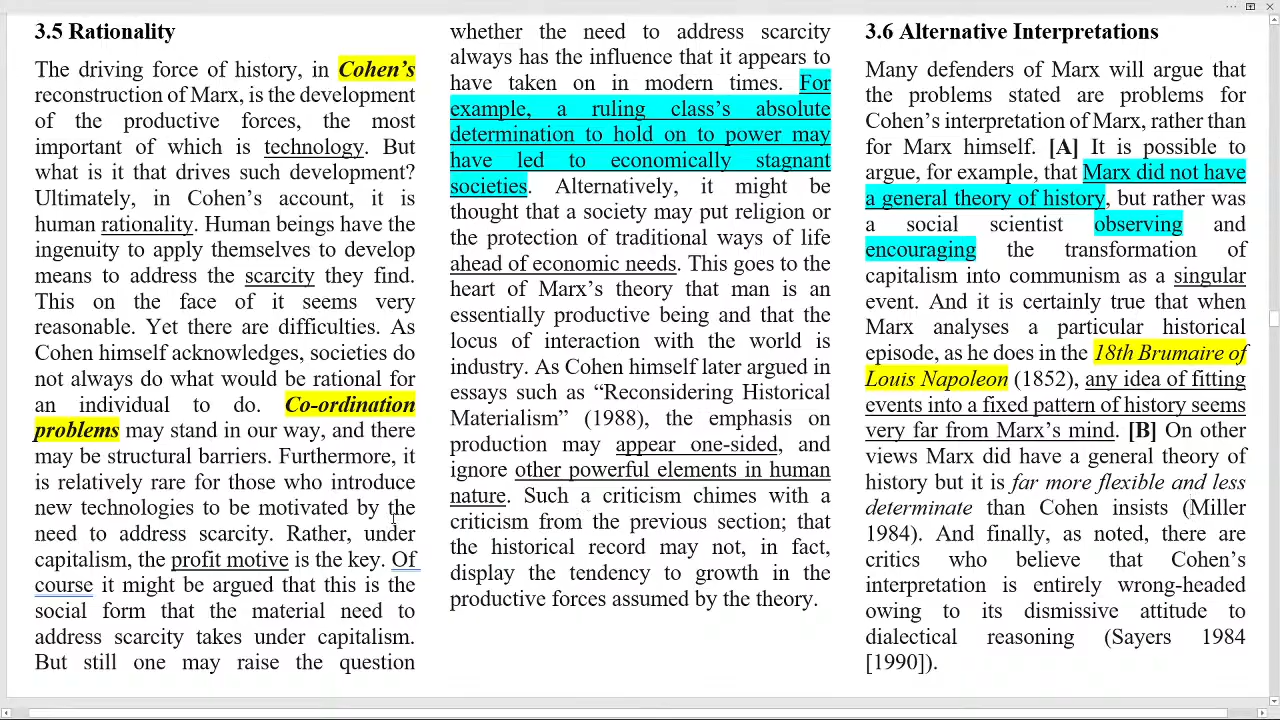 3.5 Rationality
The driving force of history, in Cohen's
reconstruction of Marx, is the development
of the productive forces, the most
important of which is technology. But
what is it that drives such development?
Ultimately, in Cohen's account, it is
human rationality. Human beings have the
ingenuity to apply themselves to develop
means to address the scarcity they find.
This on the face of it seems very
reasonable. Yet there are difficulties. As
Cohen himself acknowledges, societies do
not always do what would be rational for
an individual to do. Co-ordination
problems may stand in our way, and there
may be structural barriers. Furthermore, it
is relatively rare for those who introduce
new technologies to be motivated by the
need to address scarcity. Rather, under
capitalism, the profit motive is the key. Of
course it might be argued that this is the
social form that the material need to
address scarcity takes under capitalism.
But still one may raise the question
whether the need to address scarcity
always has the influence that it appears to
have taken on in modern times. For
example, a ruling class's absolute
determination to hold on to power may
have led to economically stagnant
societies. Alternatively, it might be
thought that a society may put religion or
the protection of traditional ways of life
ahead of economic needs. This goes to the
heart of Marx's theory that man is an
essentially productive being and that the
locus of interaction with the world is
industry. As Cohen himself later argued in
essays such as “Reconsidering Historical
Materialism” (1988), the emphasis on
production may appear one-sided, and
ignore other powerful elements in human
nature. Such a criticism chimes with a
criticism from the previous section; that
the historical record may not, in fact,
display the tendency to growth in the
productive forces assumed by the theory.
3.6 Alternative Interpretations
Many defenders of Marx will argue that
the problems stated are problems for
Cohen's interpretation of Marx, rather than
for Marx himself. [A] It is possible to
argue, for example, that Marx did not have
a general theory of history, but rather was
a social scientist observing and
encouraging the transformation of
capitalism into communism as a singular
event. And it is certainly true that when
Marx analyses a particular historical
episode, as he does in the 18th Brumaire of
Louis Napoleon (1852), any idea of fitting
events into a fixed pattern of history seems
very far from Marx's mind. [B] On other
views Marx did have a general theory of
history but it is far more flexible and less
determinate than Cohen insists (Miller
1984). And finally, as noted, there are
critics who believe that Cohen's
interpretation is entirely wrong-headed
owing to its dismissive attitude to
dialectical reasoning (Sayers 1984
[1990]).